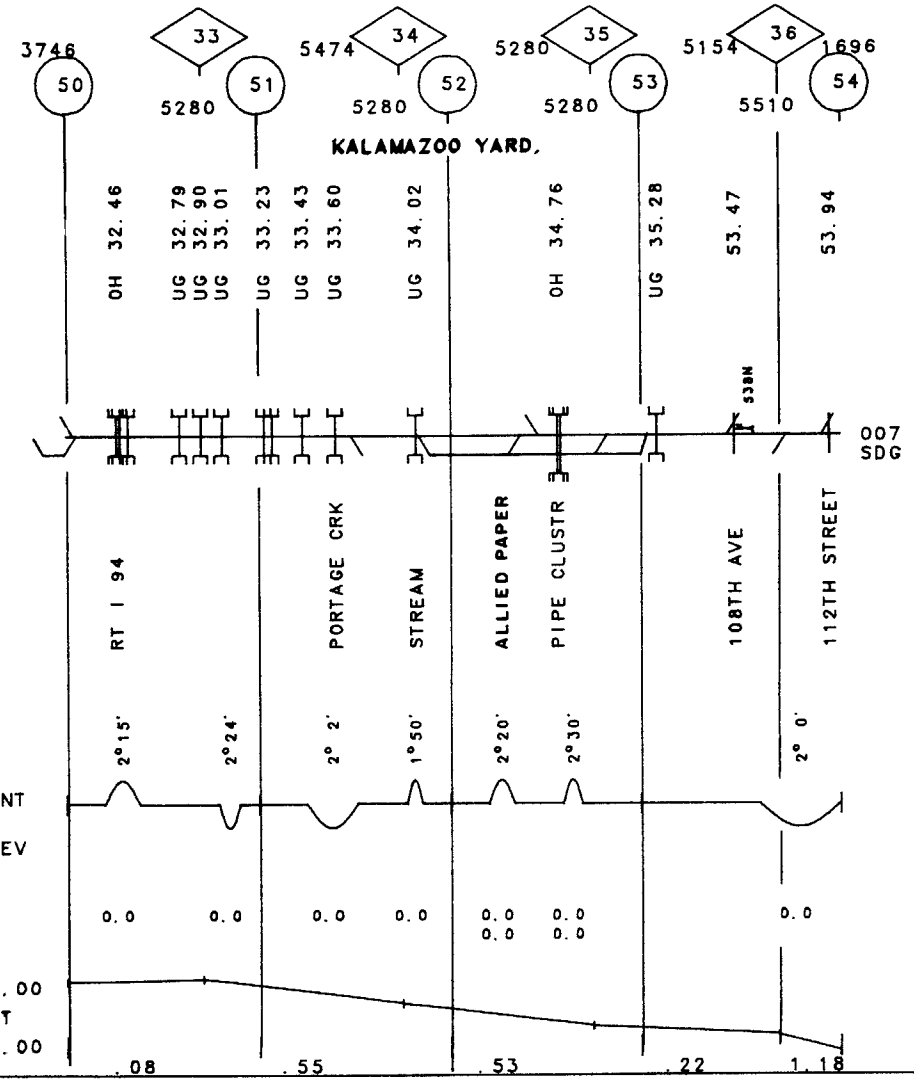 33 34 35 36
3746 5474 5280 5154 1696
50 51 52 53 54
5280 5280 5280 5510
KALAMAZOO YARD,
OH 32.46
UG 32.79
UG 32.90
UG 33.01
UG 33.23
UG 33.43
UG 33.60
UG 34.02
OH 34.76
UG 35.28
53.47
53.94
538N
007
SDG
RT I 94
PORTAGE CRK
STREAM
ALLIED PAPER
PIPE CLUSTR
108TH AVE
112TH STREET
2°15'
2°24'
2° 2'
1°50'
2°20'
2°30'
2° 0'
NT
EV
0.0 0.0 0.0 0.0 0.0 0.0 0.0
0.0 0.0
.00
T
.00
.08 .55 .53 .22 1.18